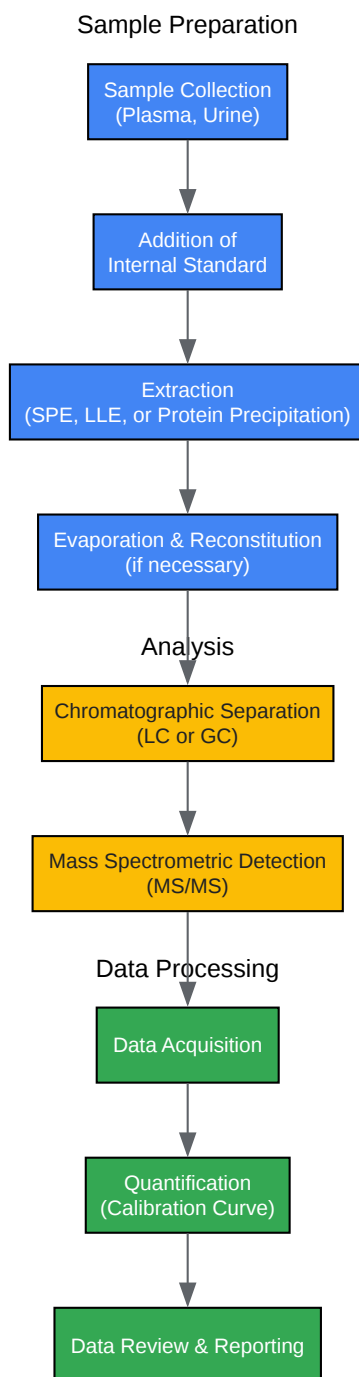 Sample Preparation
Sample Collection
(Plasma, Urine)
Addition of
Internal Standard
Extraction
(SPE, LLE, or Protein Precipitation)
Evaporation & Reconstitution
(if necessary)
Analysis
Chromatographic Separation
(LC or GC)
Mass Spectrometric Detection
(MS/MS)
Data Processing
Data Acquisition
Quantification
(Calibration Curve)
Data Review & Reporting